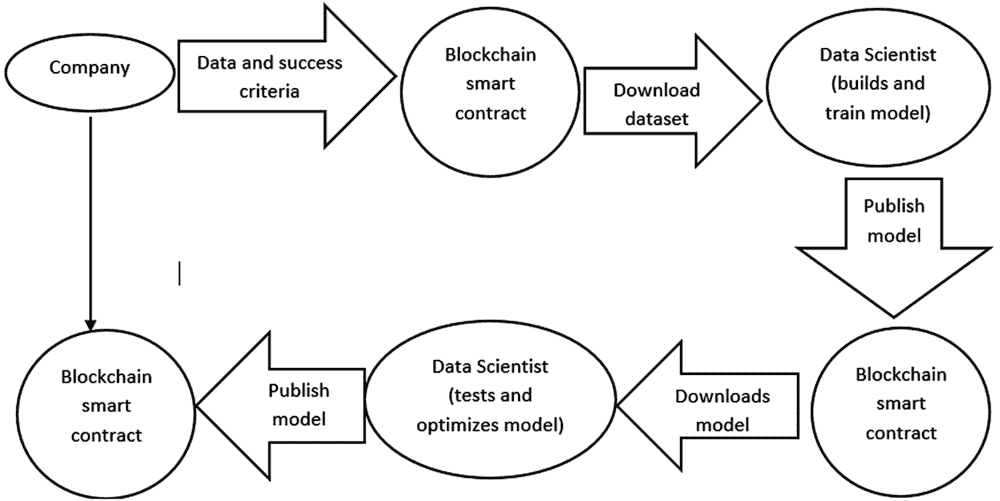 Company
Data and success
criteria
Blockchain
smart
contract
Download
dataset
Data Scientist
(builds and
train model)
Publish
model
Blockchain
smart
contract
Downloads
model
Data Scientist
(tests and
optimizes model)
Publish
model
Blockchain
smart
contract